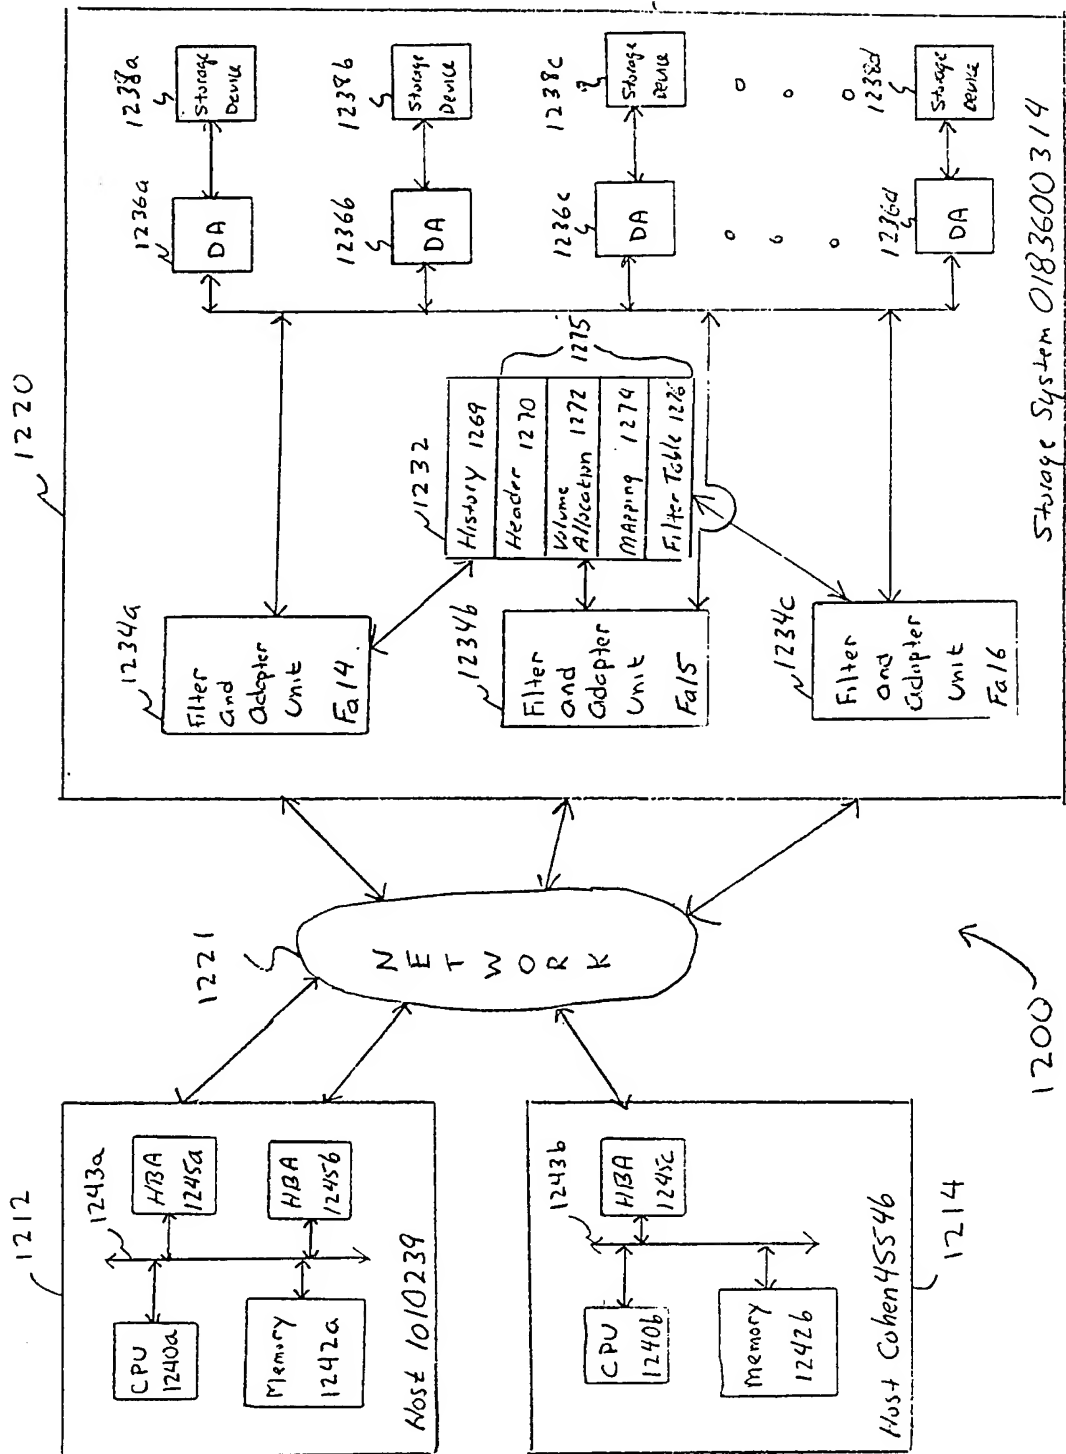 1212
1243a
CPU
1240a
HBA
1245a
Memory
1242a
HBA
1245b
Host 1010239
1243b
CPU
1240b
HBA
1245c
Memory
1242b
Host Cohen45546
1214
1221
NETWORK
1200
1220
1234a
Filter
and
Adapter
Unit
Fa14
1234b
Filter
and
adapter
Unit
Fa15
1234c
Filter
and
adapter
Unit
Fa16
1232
History 1269
Header 1270
Volume
Allocation 1272
Mapping 1274
Filter Table 1276
1275
1236a
DA
1238a
Storage
Device
1236b
DA
1238b
Storage
Device
1236c
DA
1238c
Storage
Device
1236d
DA
1238d
Storage
Device
Storage System 0183600314